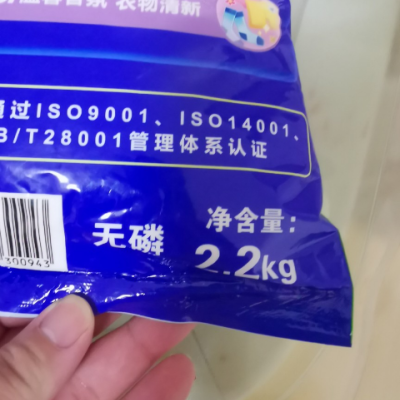 衣物清新
通过ISO9001、ISO14001、
B/T28001管理体系认证
无磷
净含量:
2.2kg
300943